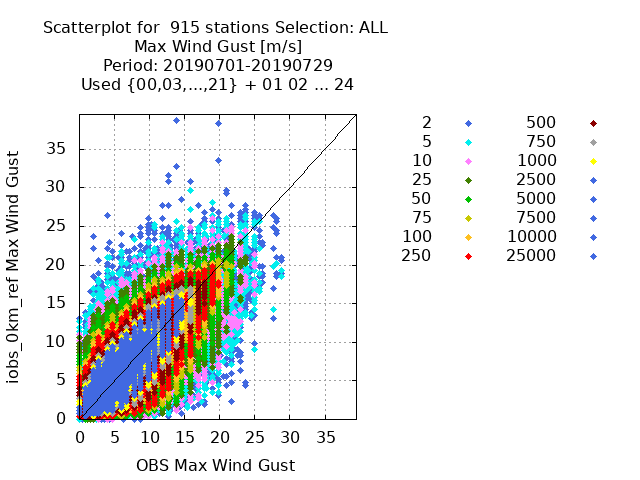 Scatterplot for  915 stations Selection: ALL
Max Wind Gust [m/s]
Period: 20190701-20190729
Used {00,03,...,21} + 01 02 ... 24
iobs_0km_ref Max Wind Gust
35
30
25
20
15
10
5
0
0 5 10 15 20 25 30 35
OBS Max Wind Gust
2 500
5 750
10 1000
25 2500
50 5000
75 7500
100 10000
250 25000